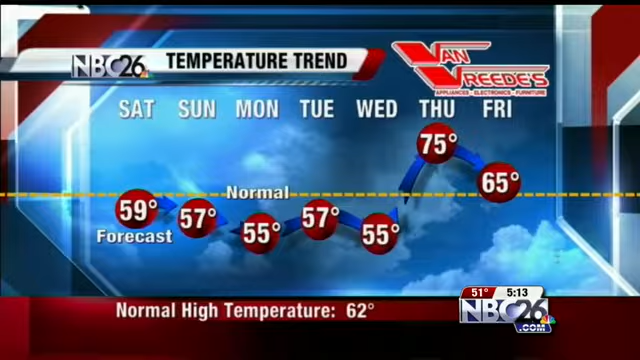 NBC26 TEMPERATURE TREND
VAN VREEDE'S
APPLIANCES - ELECTRONICS - FURNITURE
SAT SUN MON TUE WED THU FRI
75°
65°
Normal
59° 57° 55° 57° 55°
Forecast
Normal High Temperature: 62°
51° 5:13
NBC26
.COM